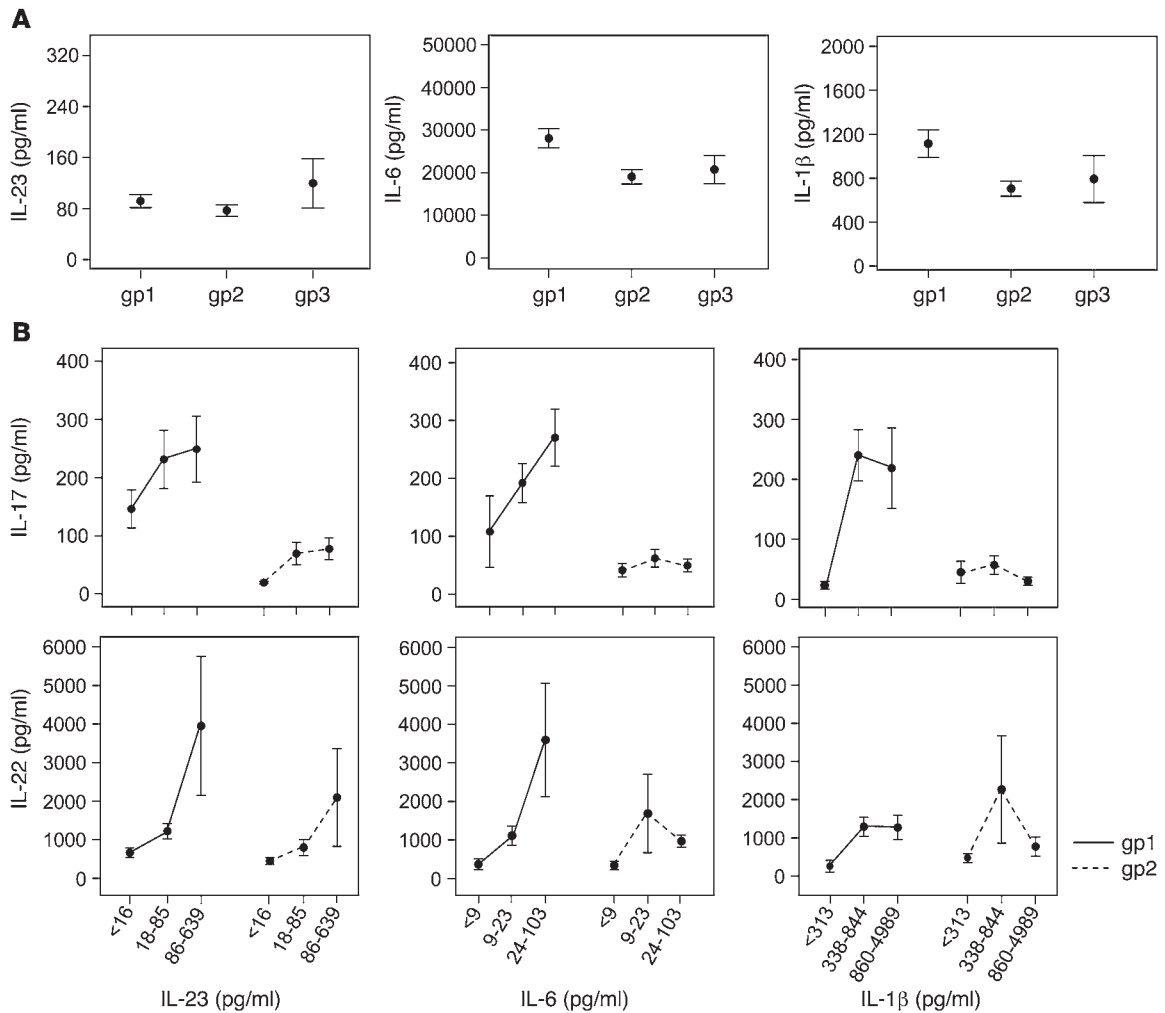 A
IL-23 (pg/ml)
320
240
160
80
0
gp1 gp2 gp3
IL-6 (pg/ml)
50000
40000
30000
20000
10000
0
gp1 gp2 gp3
IL-1β (pg/ml)
2000
1600
1200
800
400
0
gp1 gp2 gp3
B
IL-17 (pg/ml)
400
300
200
100
0
400
300
200
100
0
400
300
200
100
0
IL-22 (pg/ml)
6000
5000
4000
3000
2000
1000
0
<16 18-85 86-639 <16 18-85 86-639
IL-23 (pg/ml)
6000
5000
4000
3000
2000
1000
0
<9 9-23 24-103 <9 9-23 24-103
IL-6 (pg/ml)
6000
5000
4000
3000
2000
1000
0
<313 338-844 860-4989 <313 338-844 860-4989
IL-1β (pg/ml)
gp1
gp2